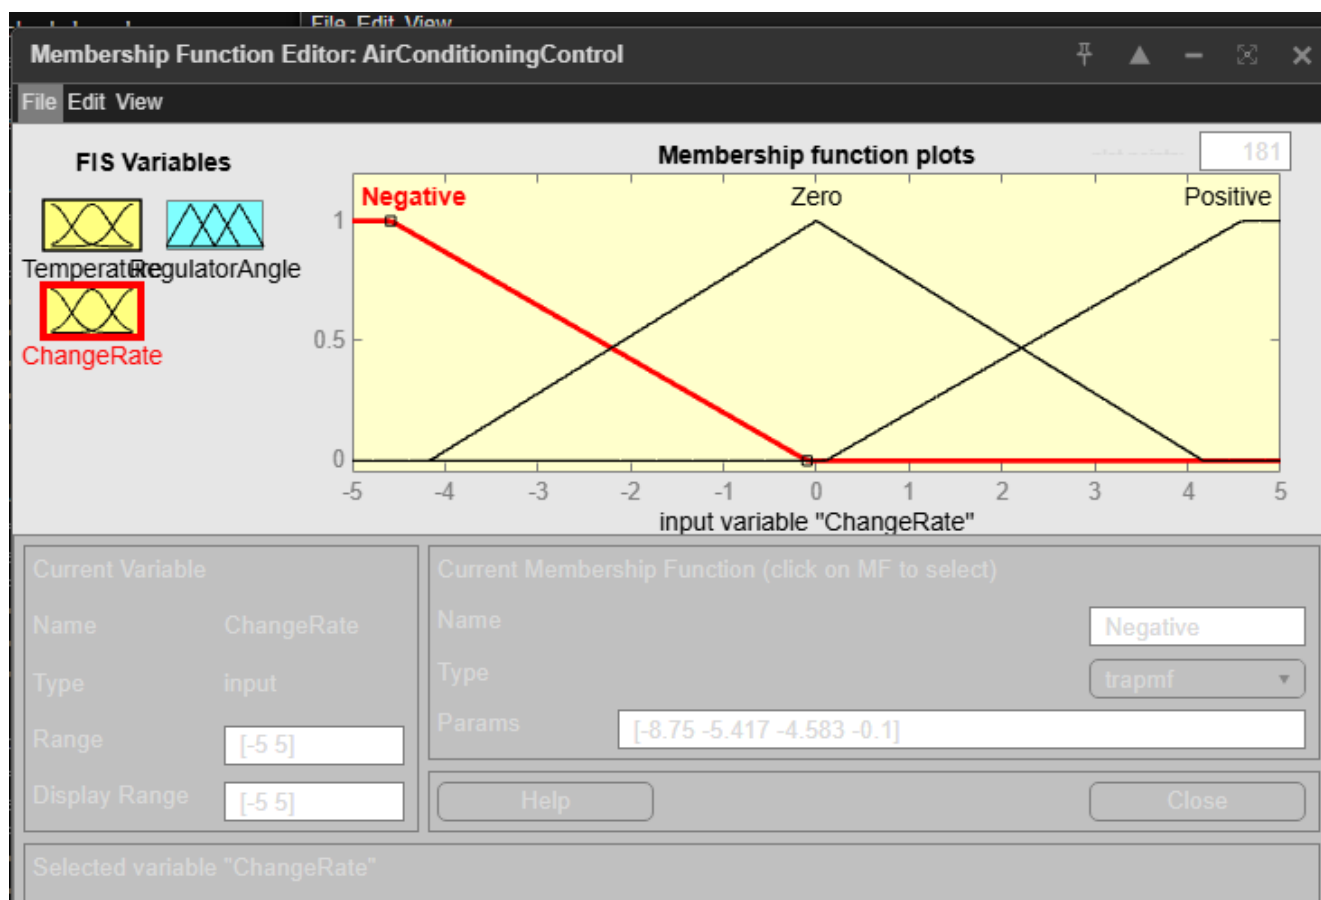 File Edit View
Membership Function Editor: AirConditioningControl
File Edit View
FIS Variables
Membership function plots
181
Temperature
RegulatorAngle
ChangeRate
Negative
Zero
Positive
1
0.5
0
-5 -4 -3 -2 -1 0 1 2 3 4 5
input variable "ChangeRate"
Current Variable
Name ChangeRate
Type input
Range [-5 5]
Display Range [-5 5]
Current Membership Function (click on MF to select)
Name Negative
Type trapmf
Params [-8.75 -5.417 -4.583 -0.1]
Help
Close
Selected variable "ChangeRate"